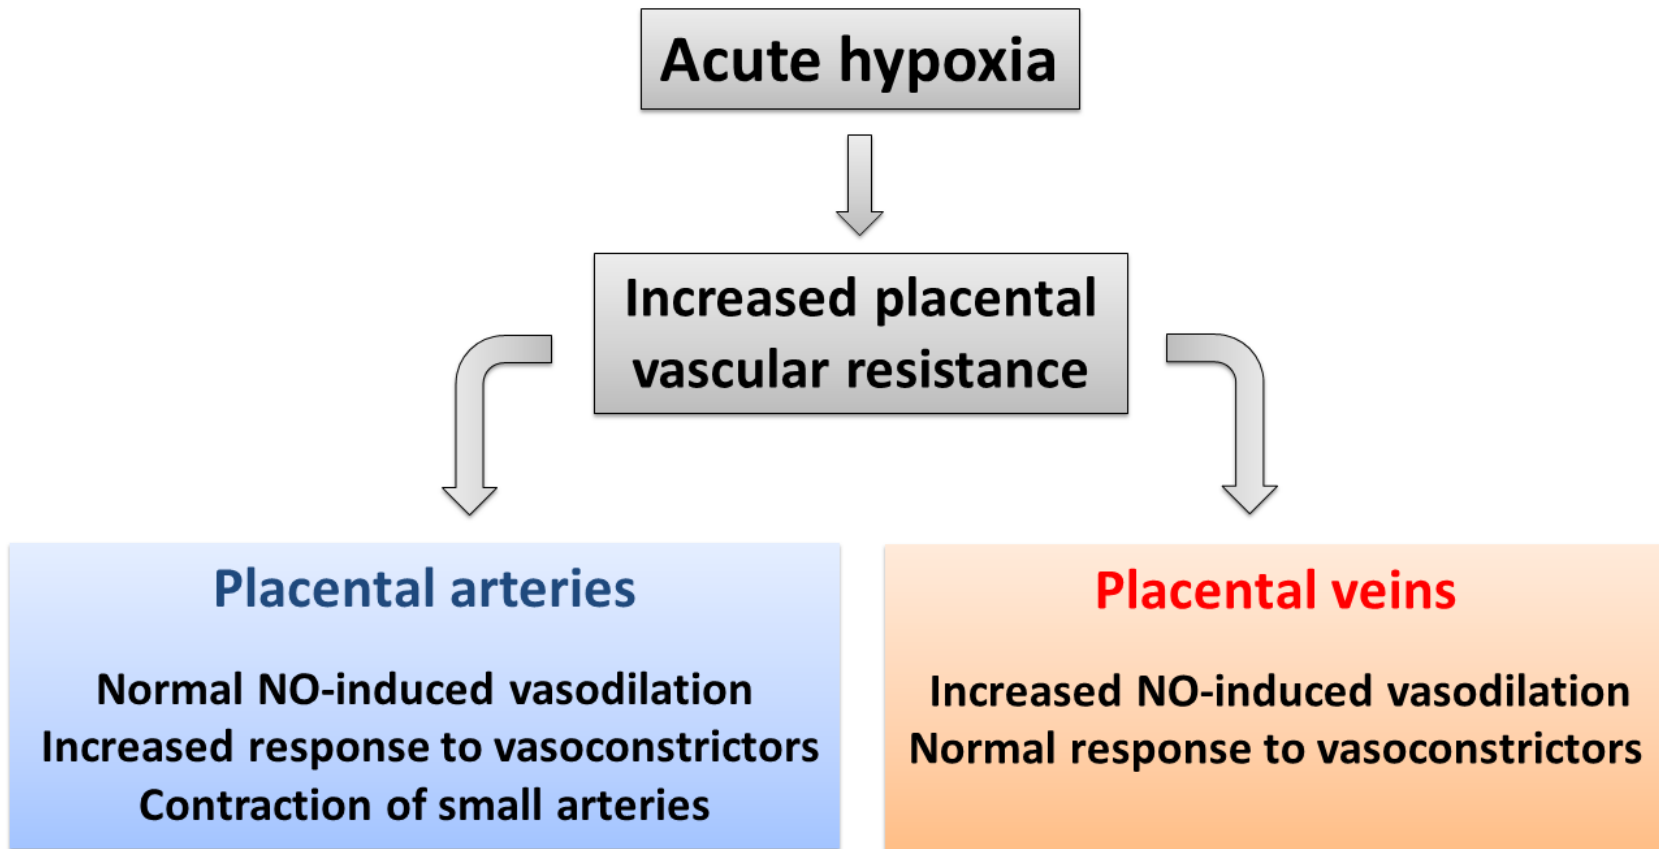 Acute hypoxia
Increased placental
vascular resistance
Placental arteries
Normal NO-induced vasodilation
Increased response to vasoconstrictors
Contraction of small arteries
Placental veins
Increased NO-induced vasodilation
Normal response to vasoconstrictors